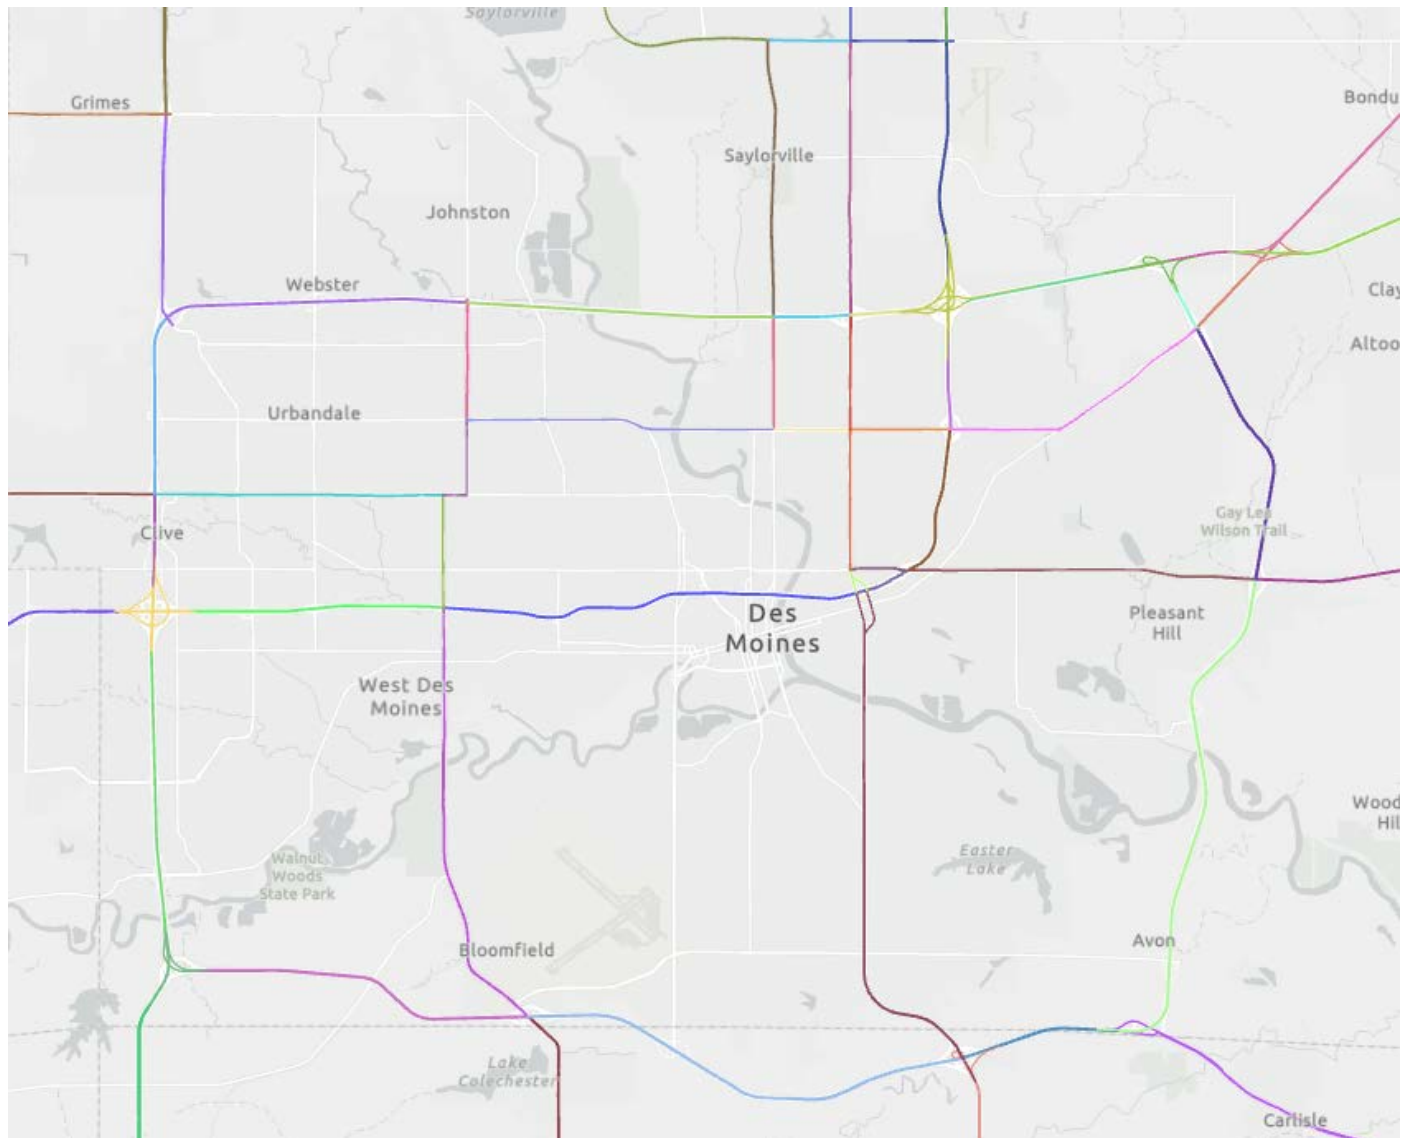 Saylorville
Grimes
Bondu
Saylorville
Johnston
Webster
Clay
Altoo
Urbandale
Gay Lea
Wilson Trail
Clive
Des
Moines
Pleasant
Hill
West Des
Moines
Wood
Hil
Walnut
Woods
State Park
Easter
Lake
Bloomfield
Avon
Lake
Colechester
Carlisle